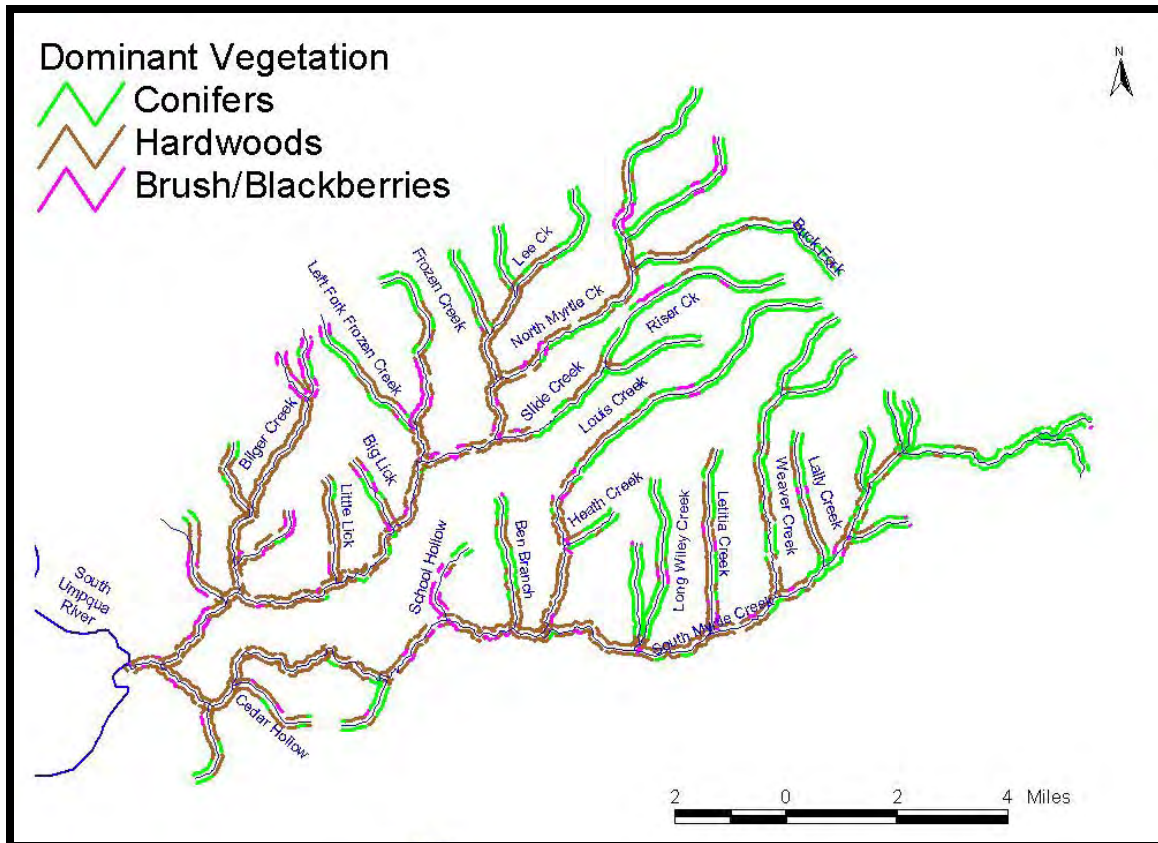 Dominant Vegetation
Conifers
Hardwoods
Brush/Blackberries
N
Buck Fork
Lee Ck
Frozen Creek
Left Fork Frozen Creek
North Myrtle Ck
Riser Ck
Slide Creek
Louis Creek
Bilger Creek
Big Lick
Little Lick
Heath Creek
Ben Branch
School Hollow
Long Wiley Creek
Letitia Creek
Weaver Creek
Lally Creek
South Myrtle Creek
South
Umpqua
River
Cedar Hollow
2 0 2 4 Miles